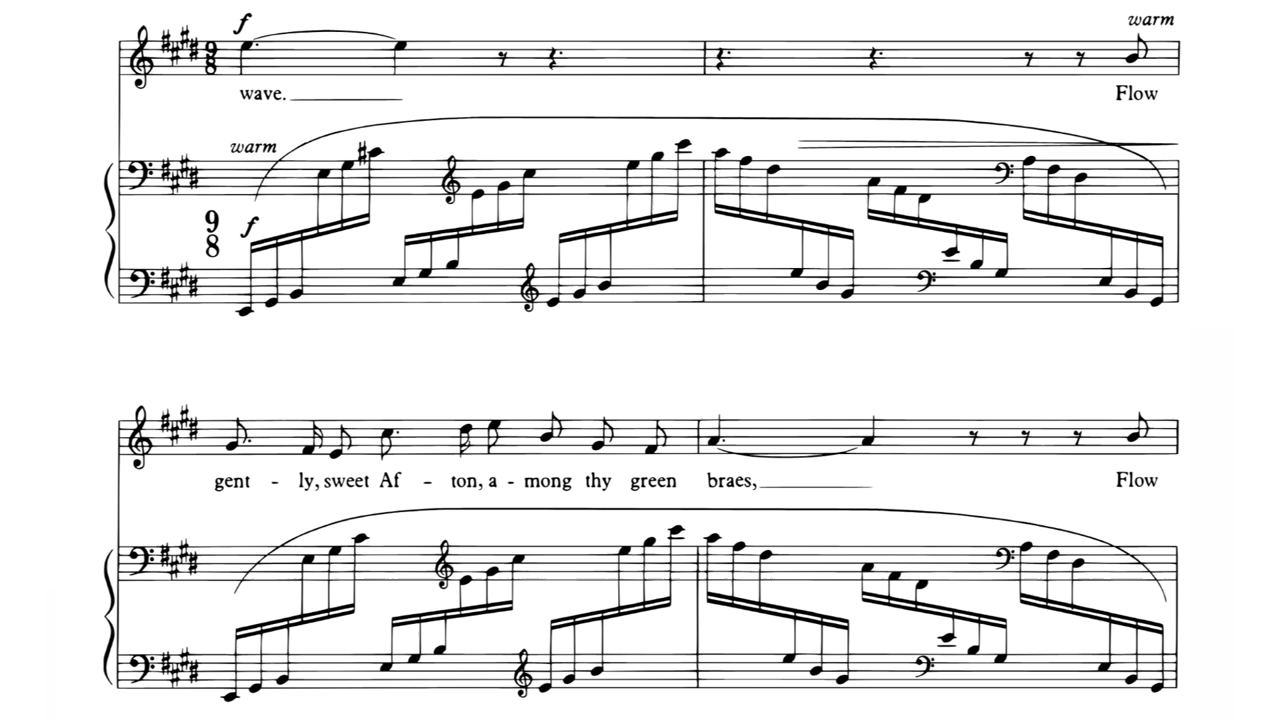 f
warm
9
8
wave.
Flow
warm
9
8
f
gent - ly, sweet Af - ton, a - mong thy green braes, Flow